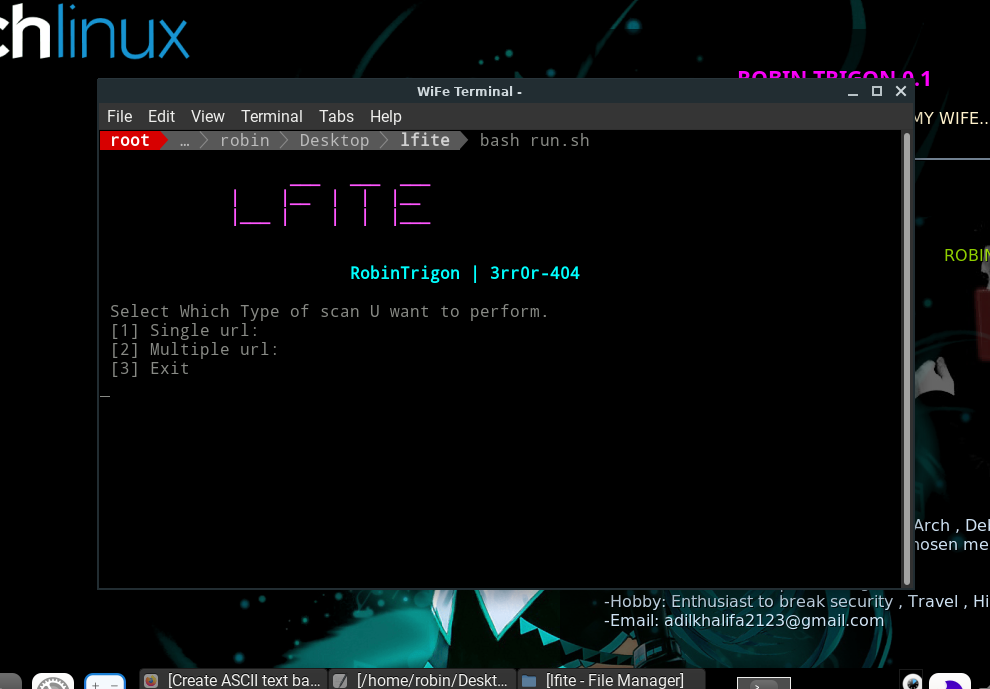 chlinux
ROBIN TRIGON 0.1
WiFe Terminal -
MY WIFE..
File Edit View Terminal Tabs Help
root … robin Desktop lfite bash run.sh
LFITE
ROBIN
RobinTrigon | 3rr0r-404
Select Which Type of scan U want to perform.
[1] Single url:
[2] Multiple url:
[3] Exit
_
Arch , De
hosen me
-Hobby: Enthusiast to break security , Travel , Hi
-Email: adilkhalifa2123@gmail.com
[Create ASCII text ba... [/home/robin/Deskt... [lfite - File Manager]